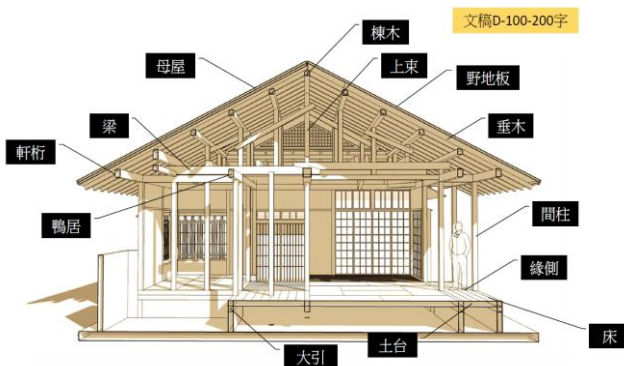 文稿D-100-200字
棟木
母屋
上束
野地板
梁
垂木
軒桁
鴨居
間柱
緣側
床
土台
大引